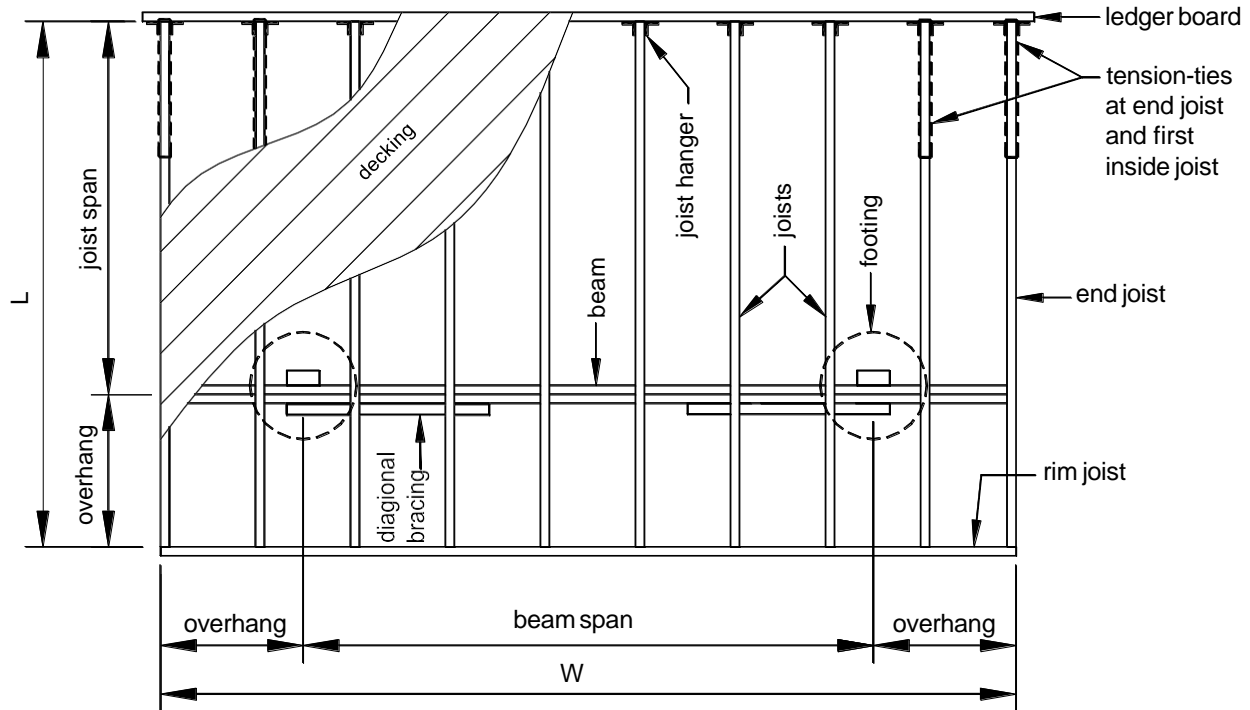 ledger board
tension-ties
at end joist
and first
inside joist
decking
joist hanger
joists
footing
joist span
L
beam
end joist
overhang
diagional
bracing
rim joist
overhang
beam span
overhang
W